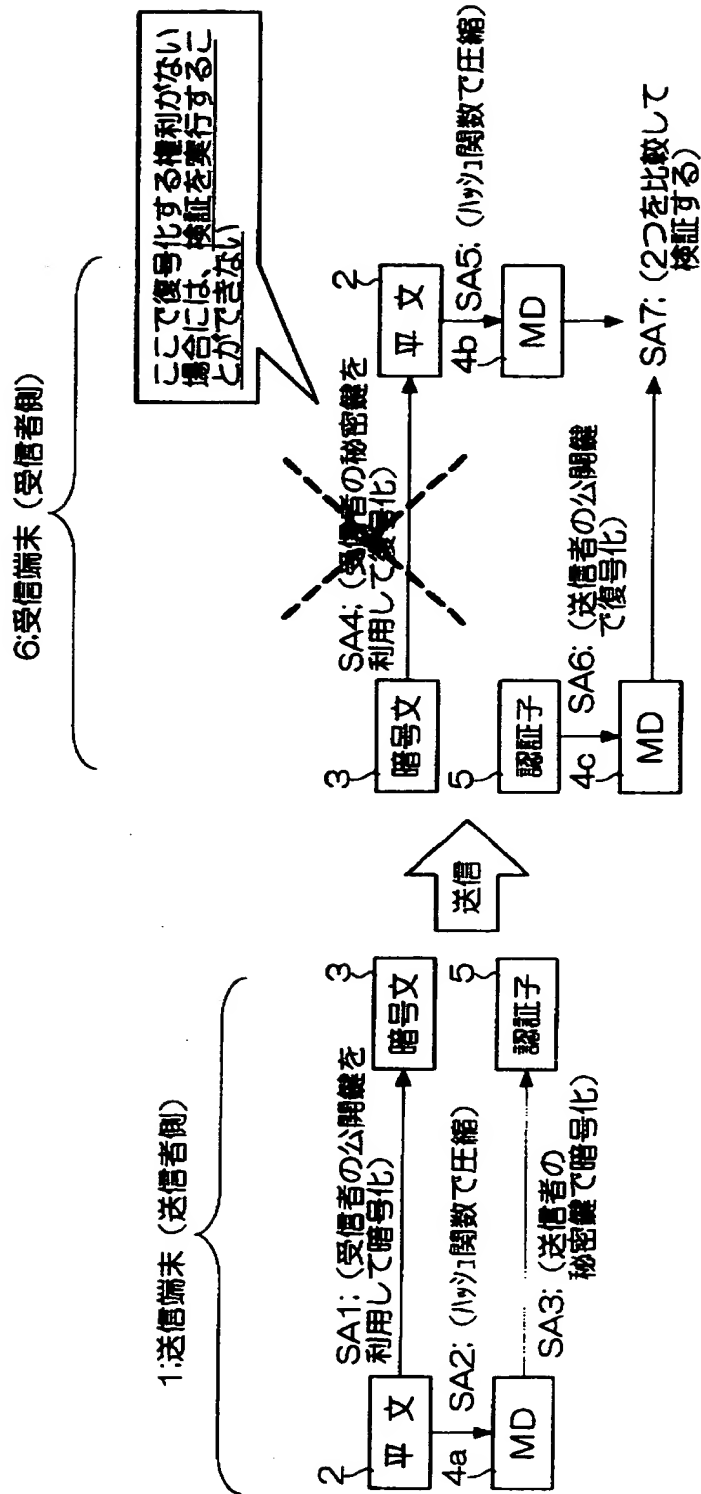 1;送信端末（送信者側）
2
平 文
SA1;（受信者の公開鍵を
利用して暗号化）
3
暗号文
SA2;（ハッシュ関数で圧縮）
4a
MD
SA3;（送信者の
秘密鍵で暗号化）
5
認証子
送信
6;受信端末（受信者側）
3
暗号文
SA4;（受信者の秘密鍵を
利用して復号化）
2
平 文
ここで復号化する権利がない
場合には、検証を実行するこ
とができない
SA5;（ハッシュ関数で圧縮）
4b
MD
5
認証子
SA6;（送信者の公開鍵
で復号化）
4c
MD
SA7;（2つを比較して
検証する）